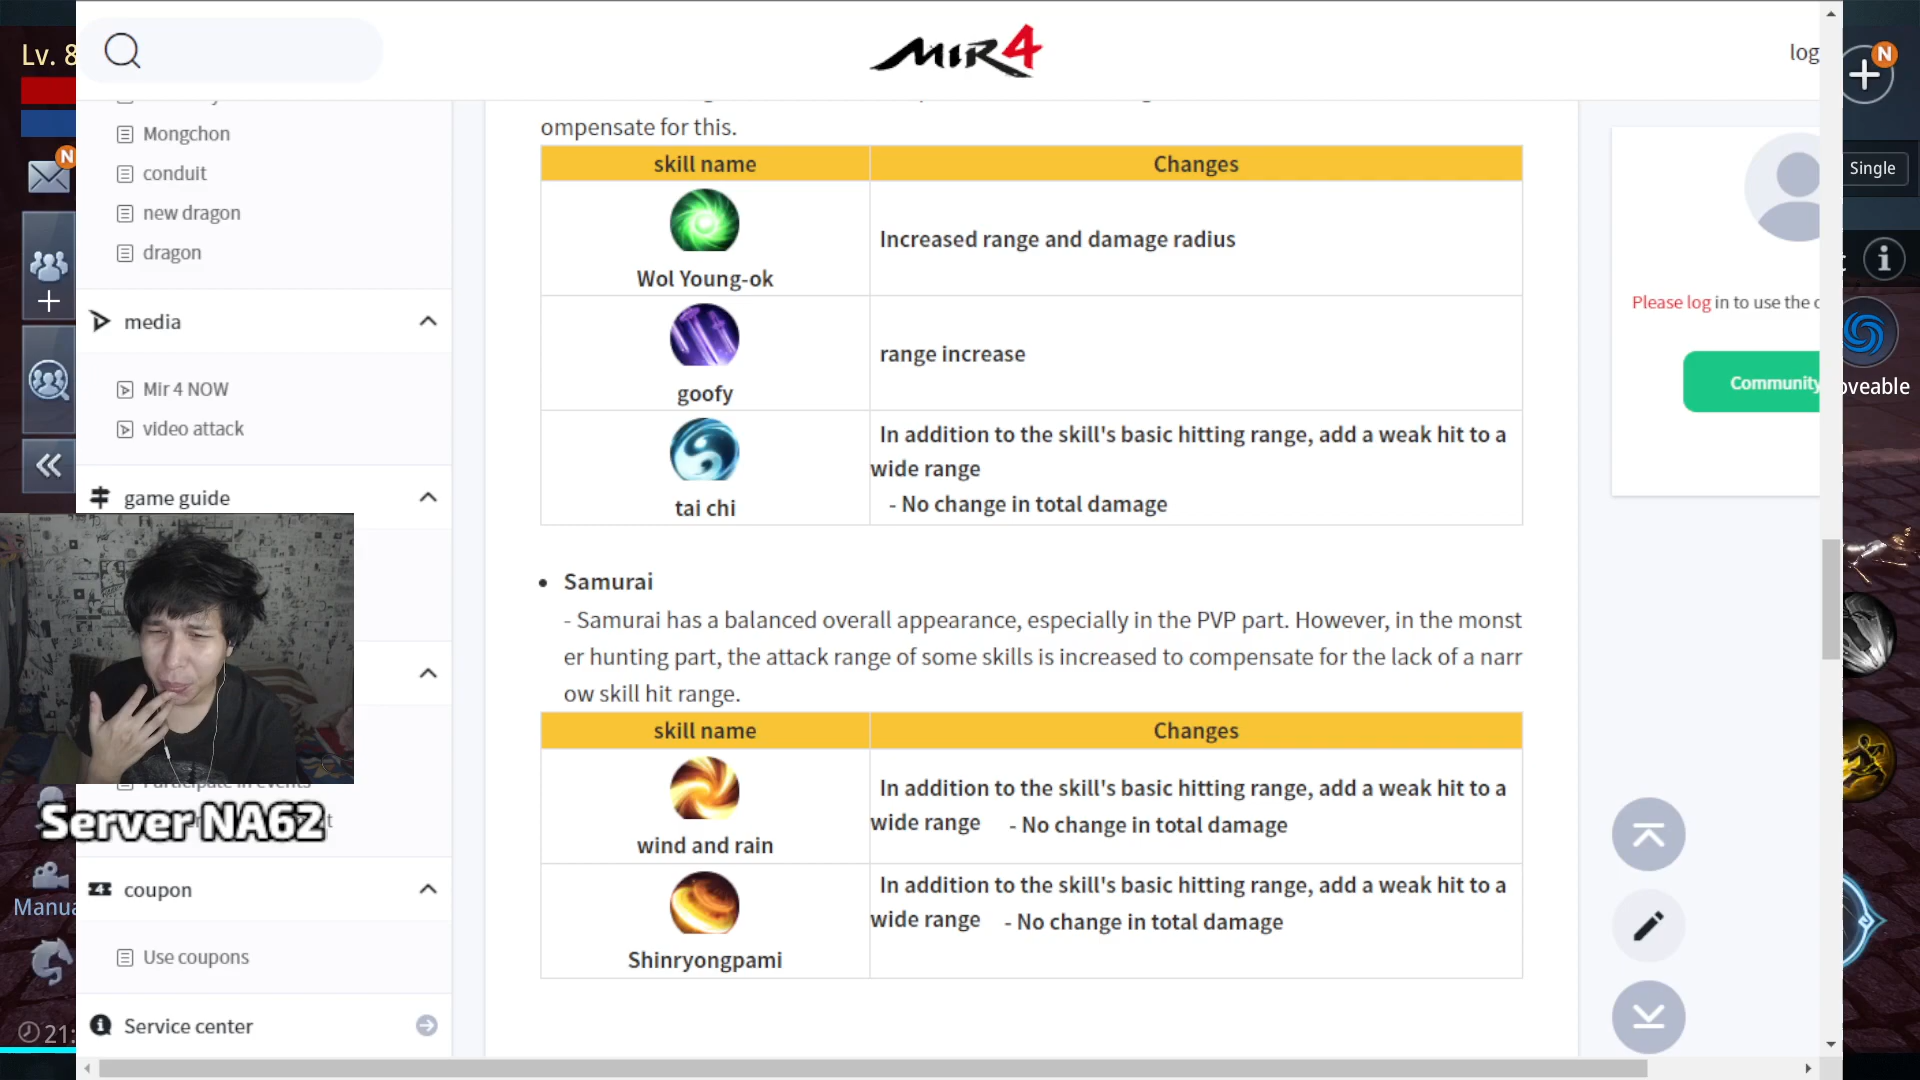 Lv. 8
N
MIR4
log
N
Mongchon
conduit
new dragon
dragon
media
Mir 4 NOW
video attack
game guide
ompensate for this.
skill name
Changes
Wol Young-ok
Increased range and damage radius
goofy
range increase
tai chi
In addition to the skill's basic hitting range, add a weak hit to a
wide range
- No change in total damage
Samurai
- Samurai has a balanced overall appearance, especially in the PVP part. However, in the monst
er hunting part, the attack range of some skills is increased to compensate for the lack of a narr
ow skill hit range.
skill name
Changes
wind and rain
In addition to the skill's basic hitting range, add a weak hit to a
wide range - No change in total damage
Shinryongpami
In addition to the skill's basic hitting range, add a weak hit to a
wide range - No change in total damage
Single
Please log in to use the c
Community
oveable
Participate in events
Server NA62
coupon
Manua
Use coupons
Service center
21: